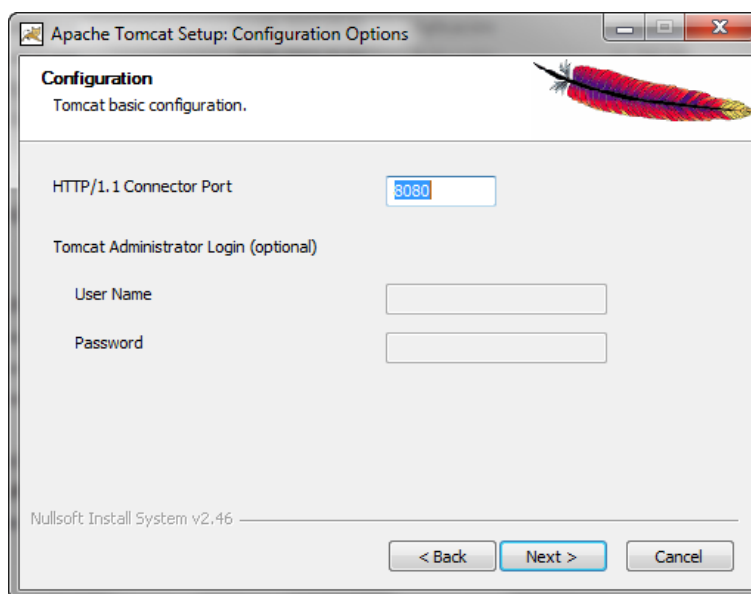 Apache Tomcat Setup: Configuration Options
Configuration
Tomcat basic configuration.
HTTP/1.1 Connector Port
8080
Tomcat Administrator Login (optional)
User Name
Password
Nullsoft Install System v2.46
< Back
Next >
Cancel